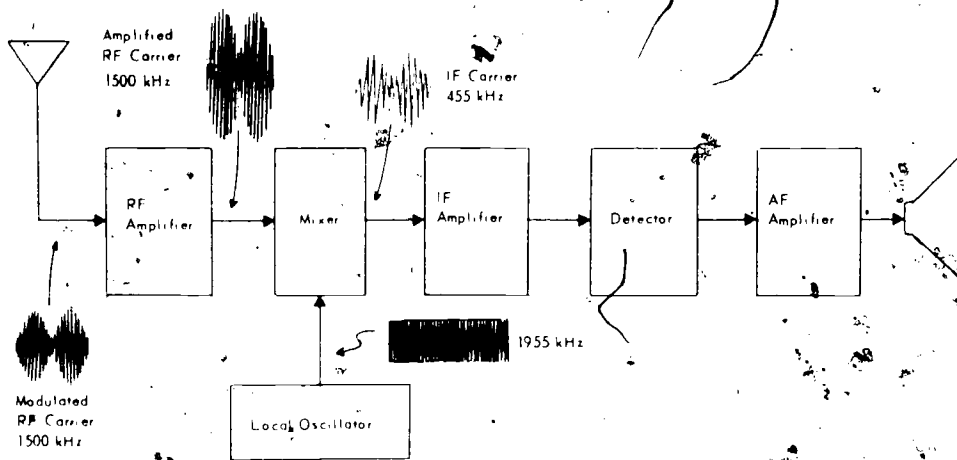 Amplified
RF Carrier
1500 kHz
IF Carrier
455 kHz
RF
Amplifier
Mixer
IF
Amplifier
Detector
AF
Amplifier
1955 kHz
Modulated
RF Carrier
1500 kHz
Local Oscillator